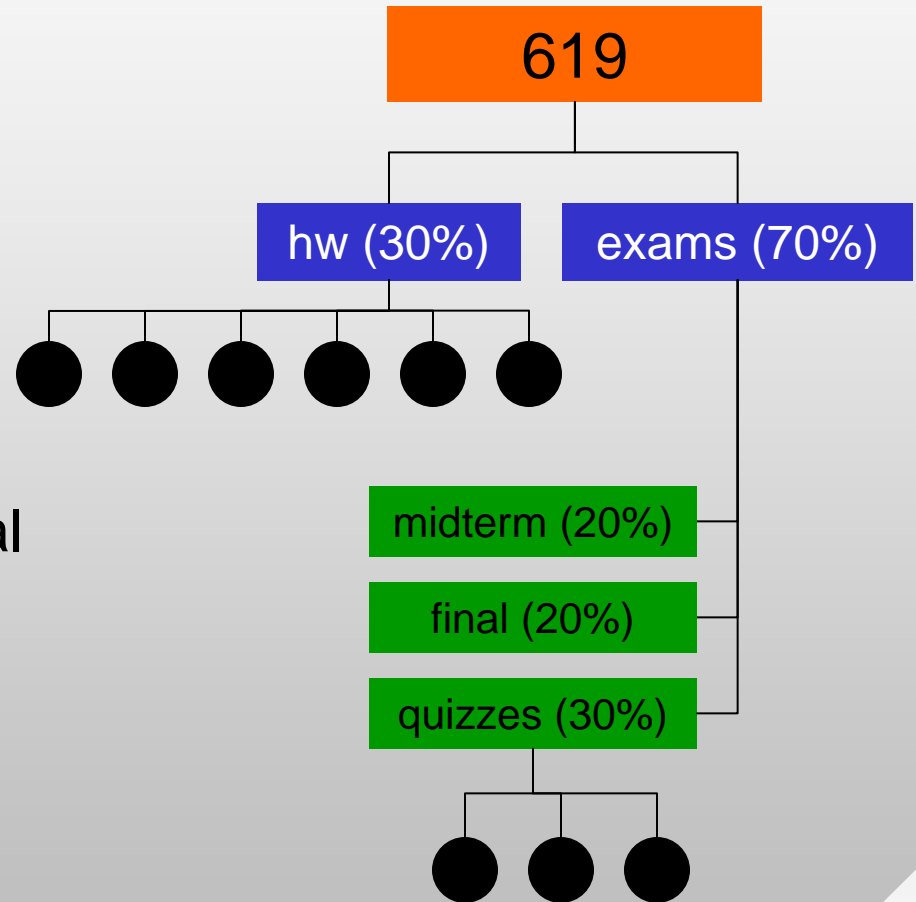 619
hw (30%)
exams (70%)
midterm (20%)
final (20%)
quizzes (30%)